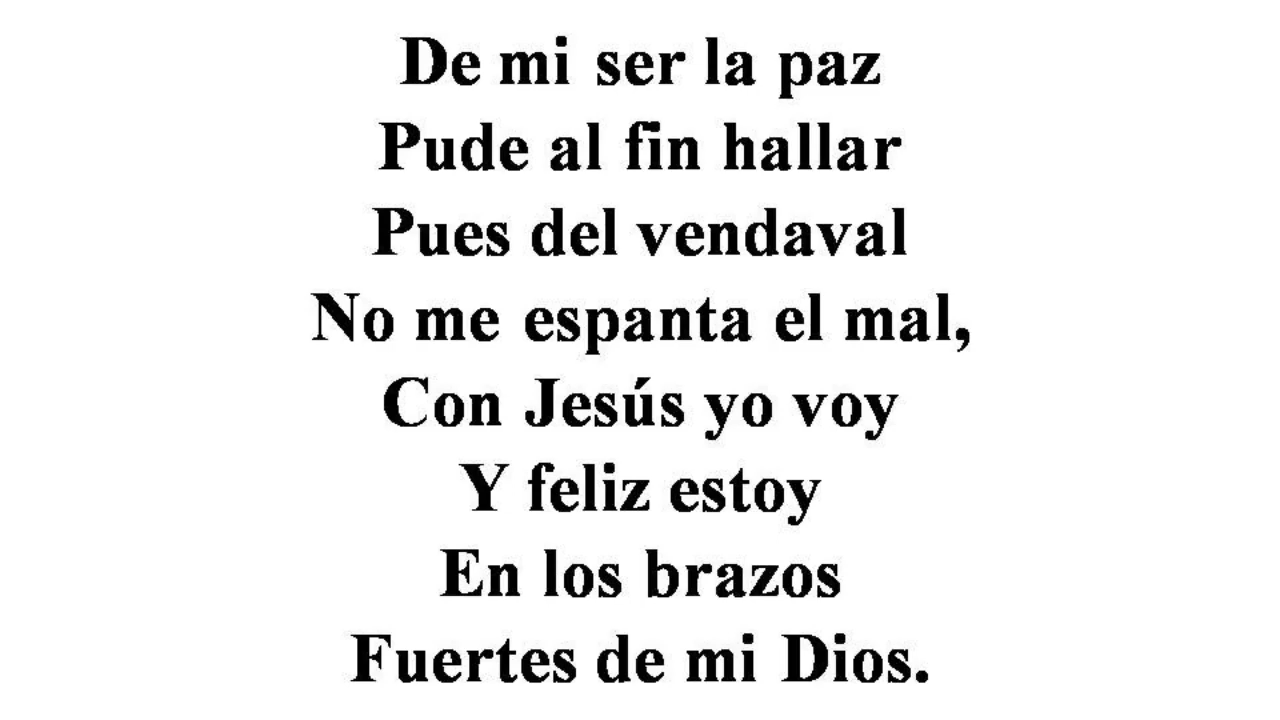 De mi ser la paz
Pude al fin hallar
Pues del vendaval
No me espanta el mal,
Con Jesús yo voy
Y feliz estoy
En los brazos
Fuertes de mi Dios.